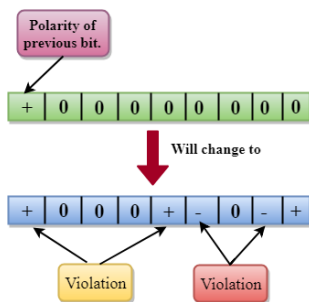 Polarity of
previous bit.
+ 0 0 0 0 0 0 0 0
Will change to
+ 0 0 0 + - 0 - +
Violation Violation